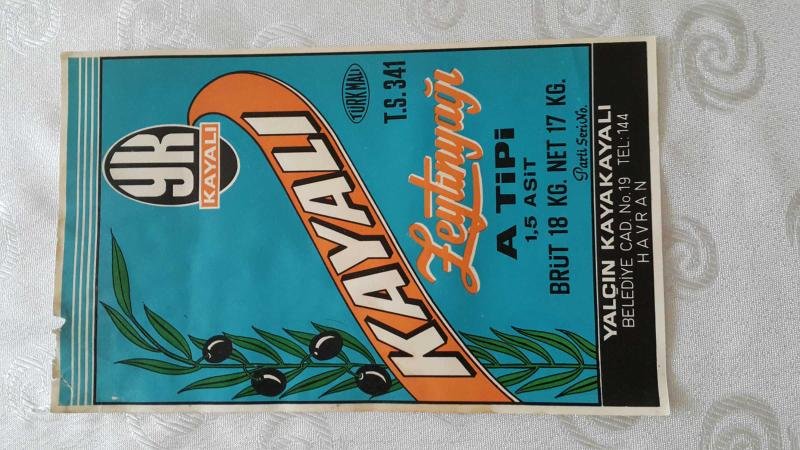 YK
KAYALI
KAYALI
TÜRK MALI
T.S. 341
Zeytinyağı
A TİPİ
1,5 ASİT
BRÜT 18 KG. NET 17 KG.
Parti Seri No.
YALÇIN KAYAKAYALI
BELEDİYE CAD. No.19 TEL:144
HAVRAN